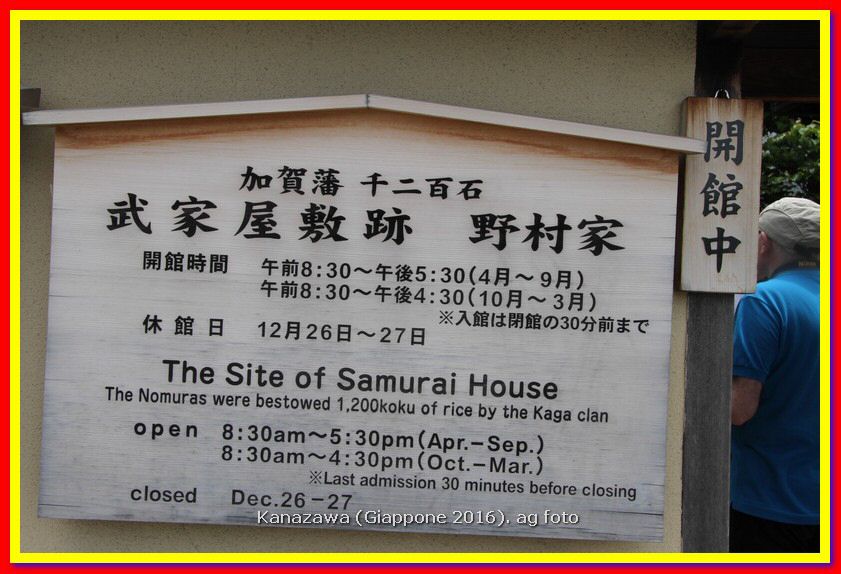 加賀藩 千二百石
武家屋敷跡 野村家
開館時間 午前8:30〜午後5:30(4月〜9月)
午前8:30〜午後4:30(10月〜3月)
※入館は閉館の30分前まで
休館日 12月26日〜27日
The Site of Samurai House
The Nomuras were bestowed 1,200koku of rice by the Kaga clan
open 8:30am〜5:30pm(Apr.-Sep.)
8:30am〜4:30pm(Oct.-Mar.)
※Last admission 30 minutes before closing
closed Dec.26-27
開館中
Kanazawa (Giappone 2016). ag foto